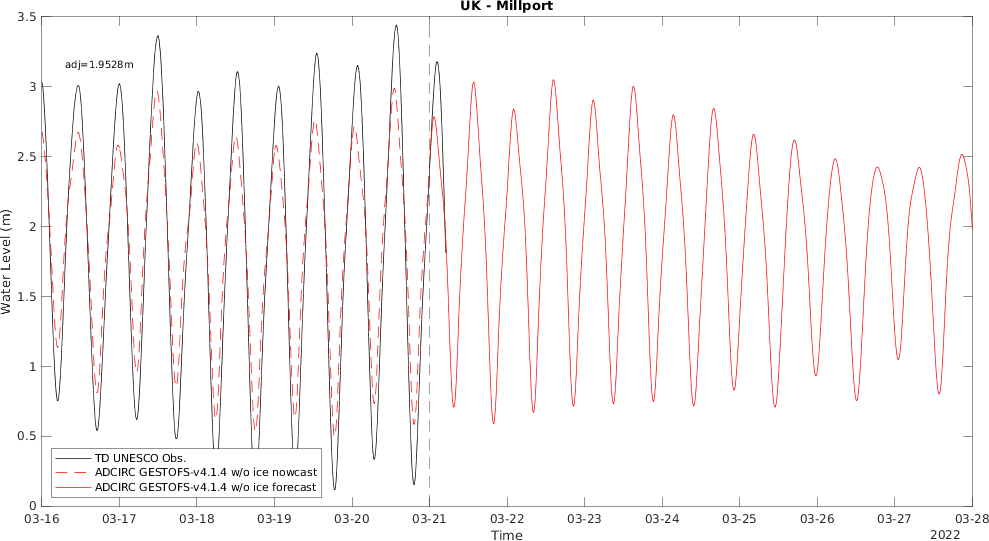 UK - Millport
adj=1.9528m
3.5
3
2.5
2
1.5
1
0.5
0
Water Level (m)
TD UNESCO Obs.
ADCIRC GESTOFS-v4.1.4 w/o ice nowcast
ADCIRC GESTOFS-v4.1.4 w/o ice forecast
03-16 03-17 03-18 03-19 03-20 03-21 03-22 03-23 03-24 03-25 03-26 03-27 03-28
Time
2022